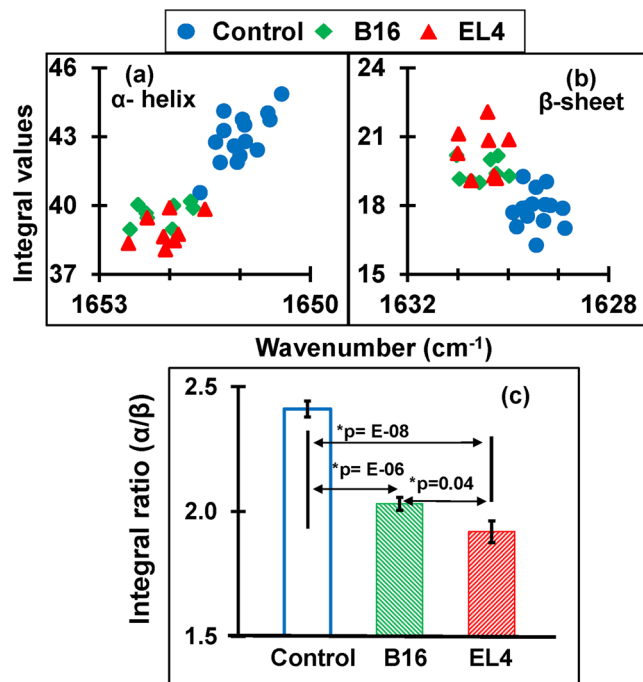 Control B16 EL4
Integral values
46
43
40
37
(a)
α- helix
1653
1650
24
21
18
15
(b)
β-sheet
1632
1628
Wavenumber (cm-1)
Integral ratio (α/β)
2.5
2.0
1.5
(c)
*p= E-08
*p= E-06
*p=0.04
Control B16 EL4